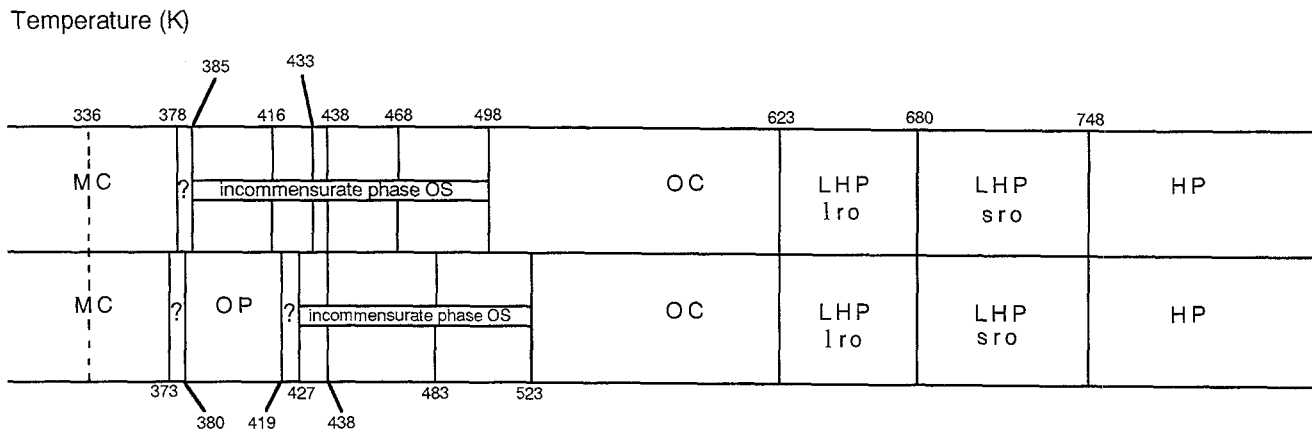 Temperature (K)
385
433
336 378 416 438 468 498 623 680 748
MC ? incommensurate phase OS OC LHP LHP HP
lro sro
MC ? OP ? incommensurate phase OS OC LHP LHP HP
lro sro
373 427 483 523
380 419 438